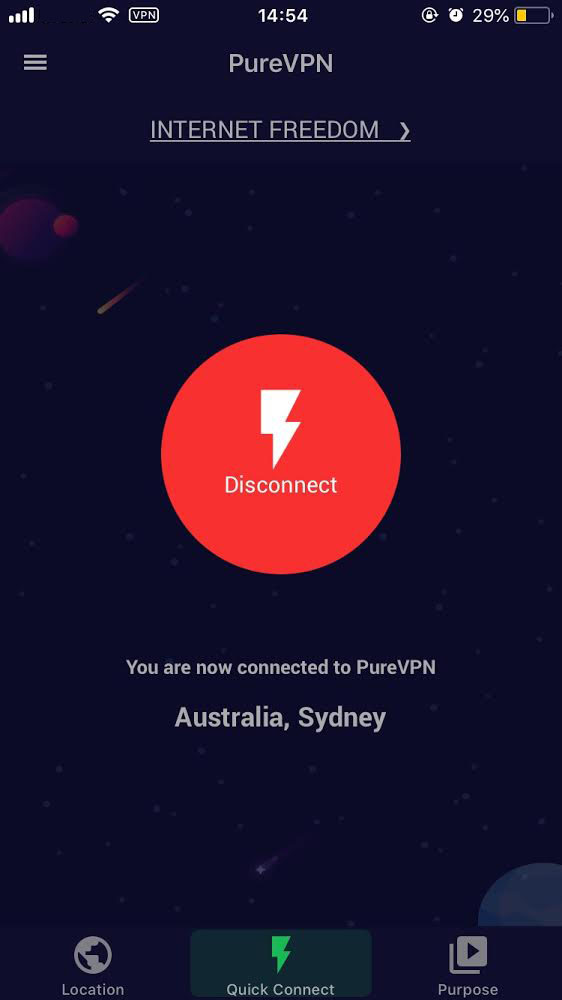 VPN 14:54 29%
PureVPN
INTERNET FREEDOM ❯
Disconnect
You are now connected to PureVPN
Australia, Sydney
Location Quick Connect Purpose